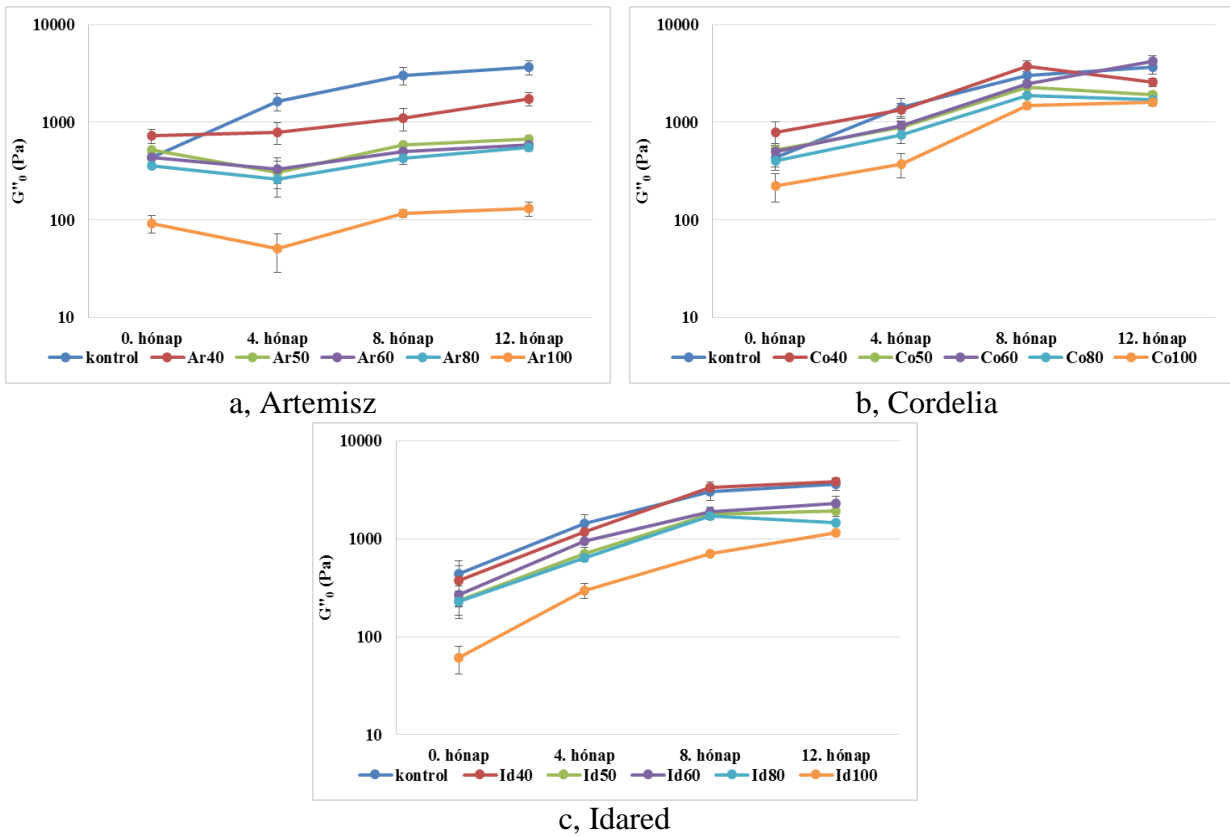 10000
1000
100
10
G''₀ (Pa)
0. hónap 4. hónap 8. hónap 12. hónap
kontrol Ar40 Ar50 Ar60 Ar80 Ar100
a, Artemisz
10000
1000
100
10
G''₀ (Pa)
0. hónap 4. hónap 8. hónap 12. hónap
kontrol Co40 Co50 Co60 Co80 Co100
b, Cordelia
10000
1000
100
10
G''₀ (Pa)
0. hónap 4. hónap 8. hónap 12. hónap
kontrol Id40 Id50 Id60 Id80 Id100
c, Idared